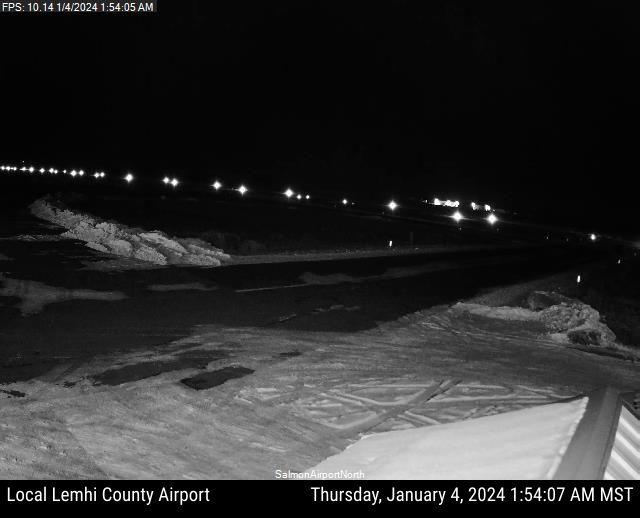 FPS: 10.14 1/4/2024 1:54:05 AM
SalmonAirportNorth
Local Lemhi County Airport Thursday, January 4, 2024 1:54:07 AM MST